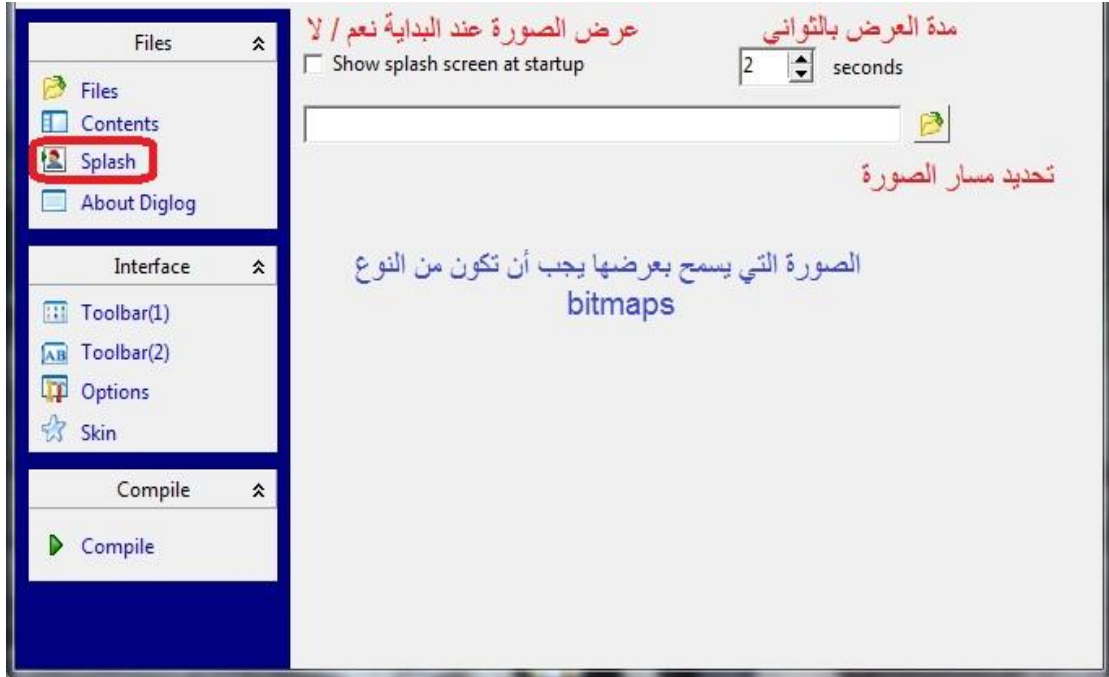 Files
Files
Contents
Splash
About Diglog
Interface
Toolbar(1)
AB
Toolbar(2)
Options
Skin
Compile
Compile
عرض الصورة عند البداية نعم / لا
مدة العرض بالثواني
Show splash screen at startup
2 seconds
تحديد مسار الصورة
الصورة التي يسمح بعرضها يجب أن تكون من النوع
bitmaps